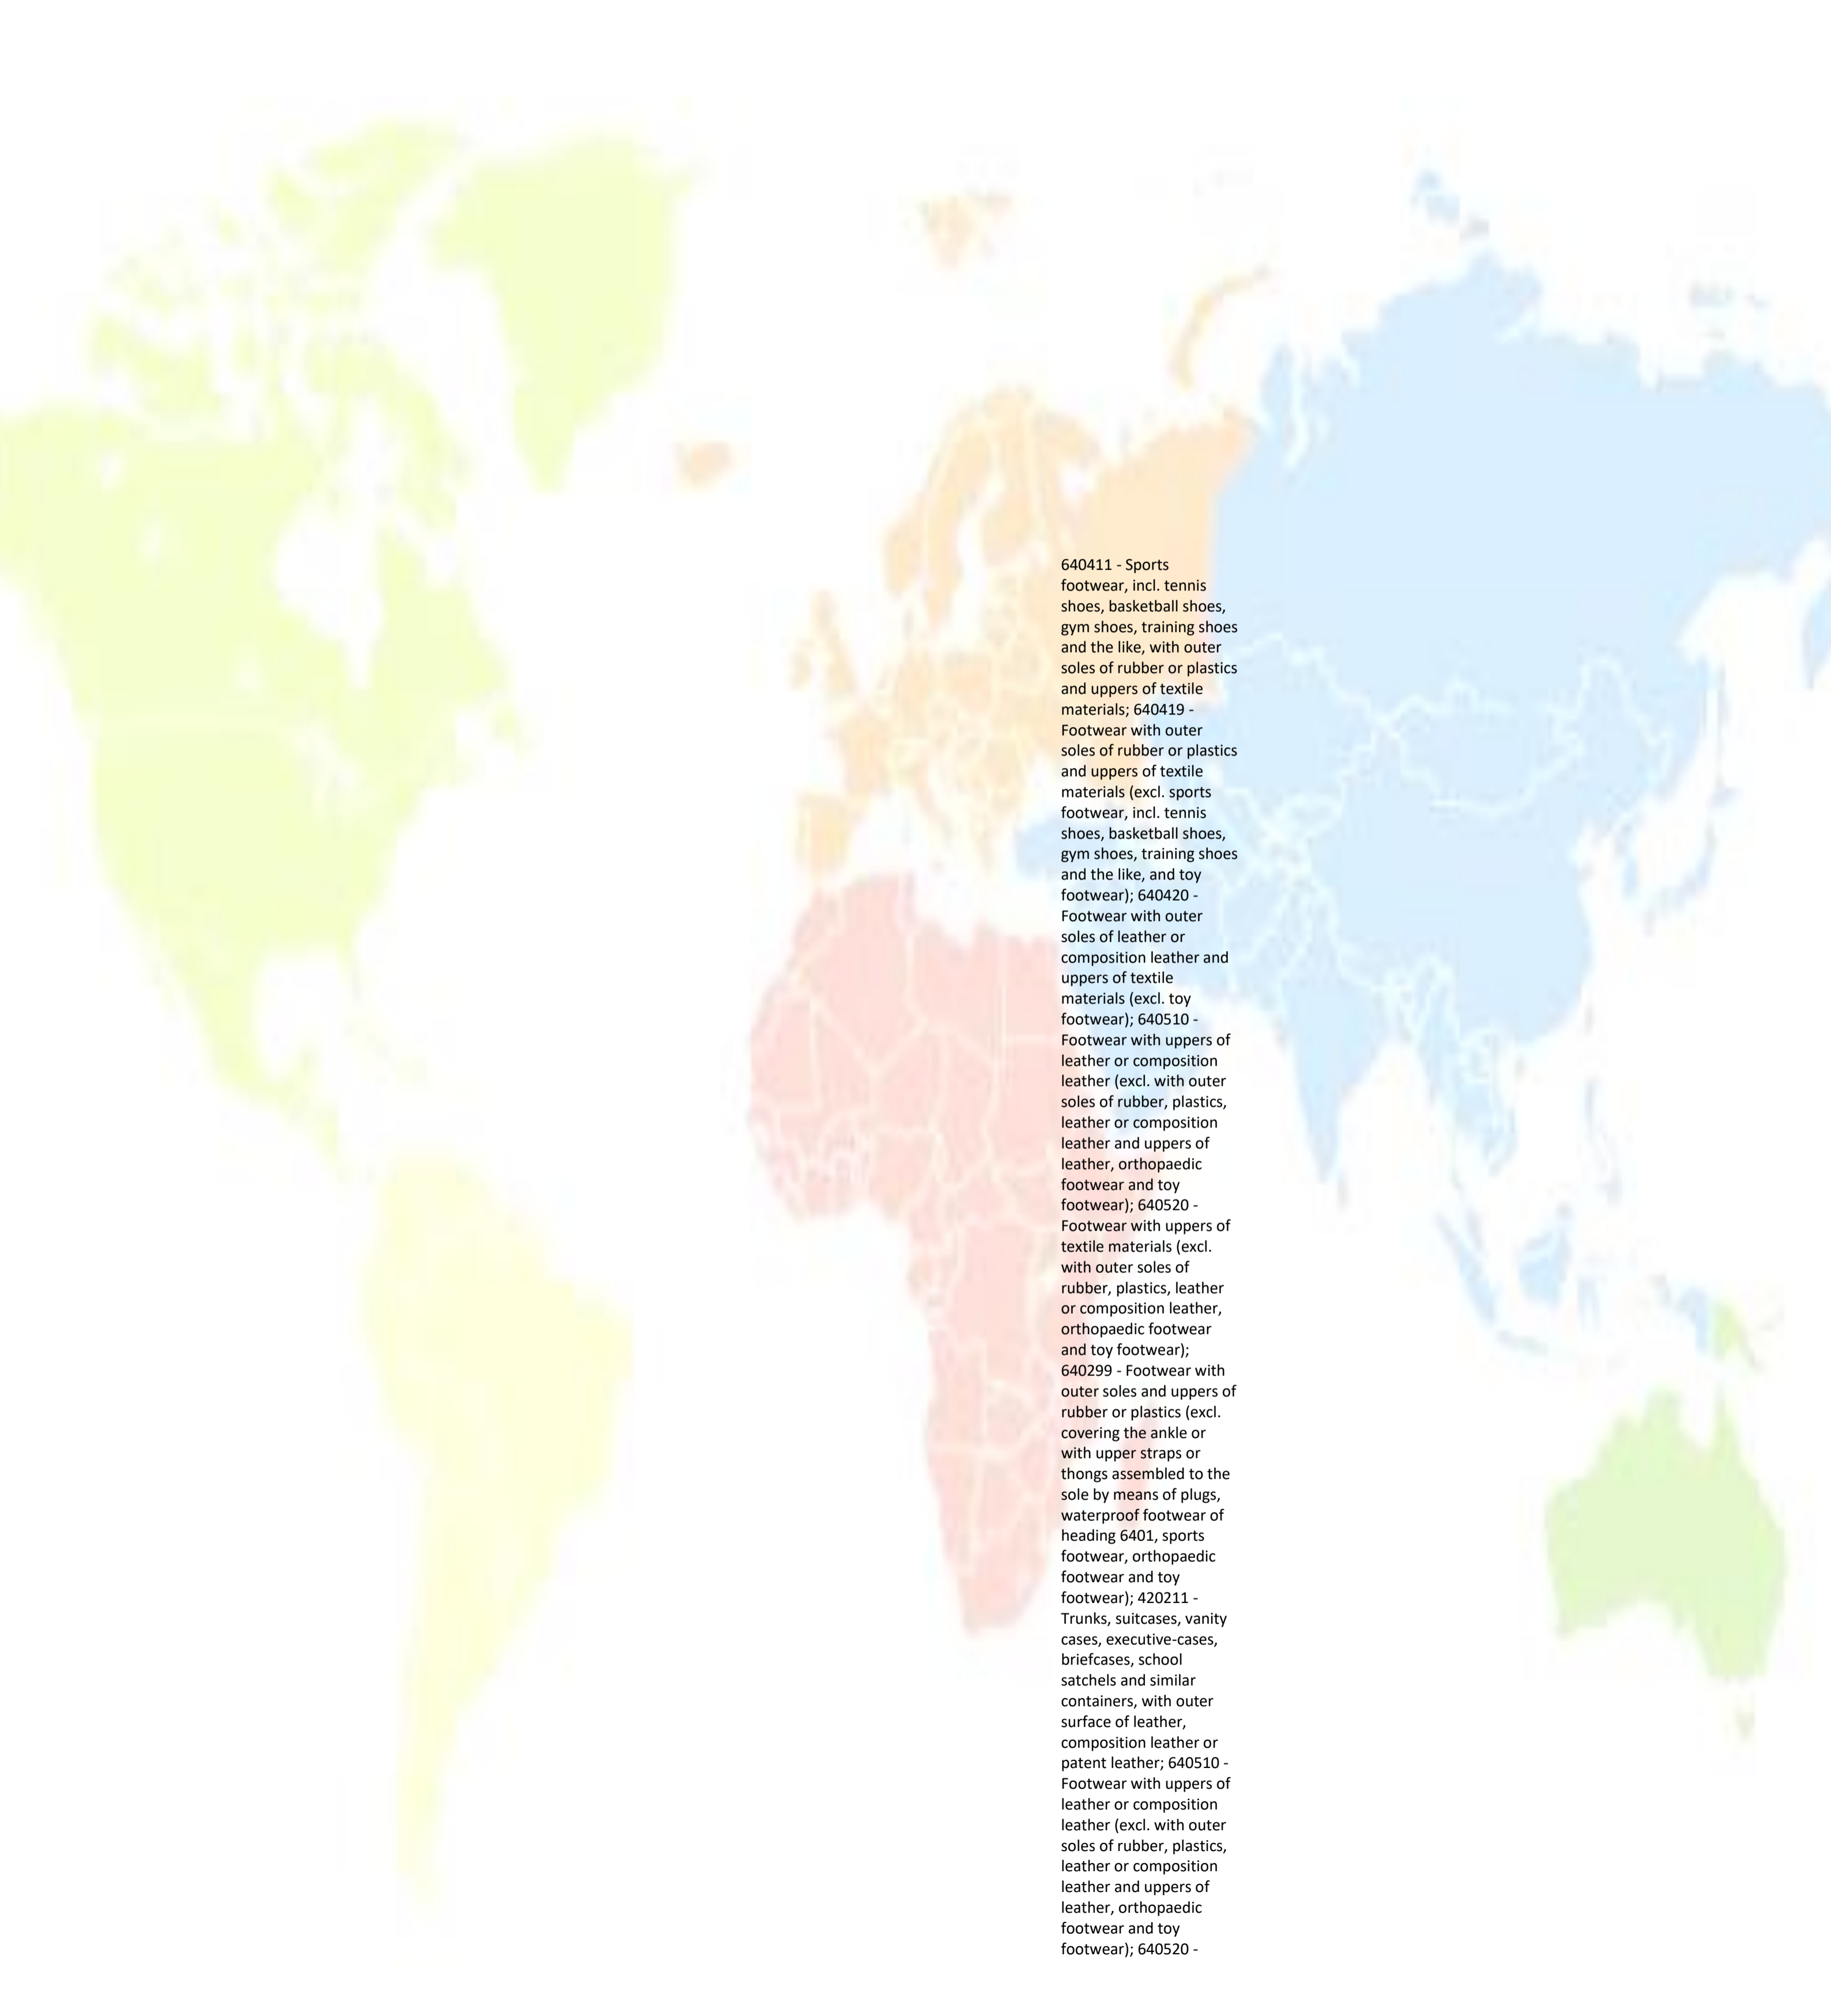 640411 - Sports
footwear, incl. tennis
shoes, basketball shoes,
gym shoes, training shoes
and the like, with outer
soles of rubber or plastics
and uppers of textile
materials; 640419 -
Footwear with outer
soles of rubber or plastics
and uppers of textile
materials (excl. sports
footwear, incl. tennis
shoes, basketball shoes,
gym shoes, training shoes
and the like, and toy
footwear); 640420 -
Footwear with outer
soles of leather or
composition leather and
uppers of textile
materials (excl. toy
footwear); 640510 -
Footwear with uppers of
leather or composition
leather (excl. with outer
soles of rubber, plastics,
leather or composition
leather and uppers of
leather, orthopaedic
footwear and toy
footwear); 640520 -
Footwear with uppers of
textile materials (excl.
with outer soles of
rubber, plastics, leather
or composition leather,
orthopaedic footwear
and toy footwear);
640299 - Footwear with
outer soles and uppers of
rubber or plastics (excl.
covering the ankle or
with upper straps or
thongs assembled to the
sole by means of plugs,
waterproof footwear of
heading 6401, sports
footwear, orthopaedic
footwear and toy
footwear); 420211 -
Trunks, suitcases, vanity
cases, executive-cases,
briefcases, school
satchels and similar
containers, with outer
surface of leather,
composition leather or
patent leather; 640510 -
Footwear with uppers of
leather or composition
leather (excl. with outer
soles of rubber, plastics,
leather or composition
leather and uppers of
leather, orthopaedic
footwear and toy
footwear); 640520 -